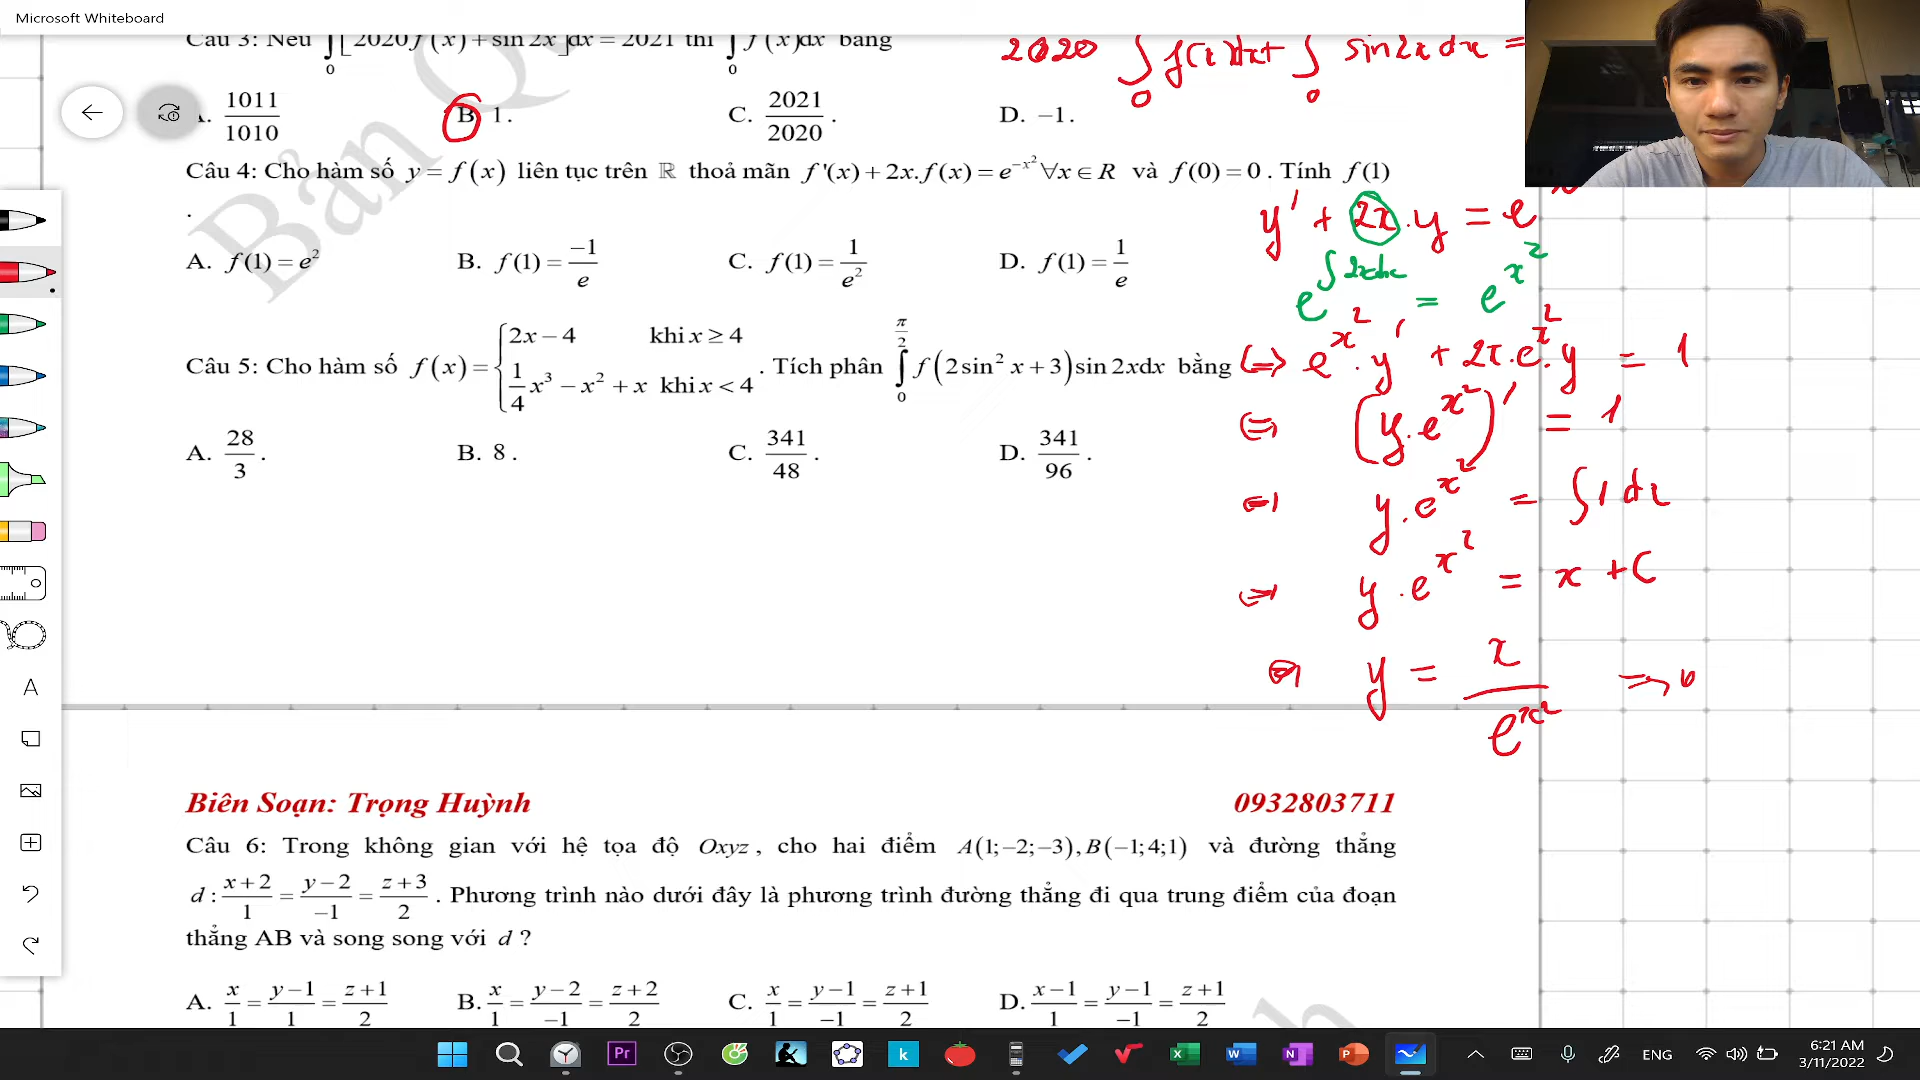 Microsoft Whiteboard
Câu 3: Nếu ∫₀ [2020f(x)+sin2x]dx = 2021 thì ∫₀ f(x)dx bằng
2020 ∫₀ f(x)dx + ∫₀ sin2x dx =
A. 1011/1010 B. 1. C. 2021/2020 . D. −1.
Câu 4: Cho hàm số y = f(x) liên tục trên ℝ thoả mãn f'(x)+2x.f(x)=e^(−x²) ∀x∈R và f(0)=0. Tính f(1)
.
A. f(1)=e² B. f(1)=−1/e C. f(1)=1/e² D. f(1)=1/e
Câu 5: Cho hàm số f(x)= { 2x−4 khi x≥4 ; 1/4 x³−x²+x khi x<4 . Tích phân ∫₀^(π/2) f(2sin²x+3)sin2xdx bằng
A. 28/3 . B. 8. C. 341/48 . D. 341/96 .
y' + 2x.y = e
e^(∫2xdx) = e^(x²)
⇔ e^(x²).y' + 2x.e^(x²).y = 1
⇔ (y.e^(x²))' = 1
⇔ y.e^(x²) = ∫1dx
⇔ y.e^(x²) = x + C
⇔ y = x/e^(x²) ⇒
Biên Soạn: Trọng Huỳnh 0932803711
Câu 6: Trong không gian với hệ tọa độ Oxyz, cho hai điểm A(1;−2;−3),B(−1;4;1) và đường thẳng
d: (x+2)/1 = (y−2)/−1 = (z+3)/2 . Phương trình nào dưới đây là phương trình đường thẳng đi qua trung điểm của đoạn
thẳng AB và song song với d ?
A. x/1 = (y−1)/1 = (z+1)/2 B. x/1 = (y−2)/−1 = (z+2)/2 C. x/1 = (y−1)/−1 = (z+1)/2 D. (x−1)/1 = (y−1)/−1 = (z+1)/2
Bản Q
h
A
Pr
k
ENG
6:21 AM
3/11/2022